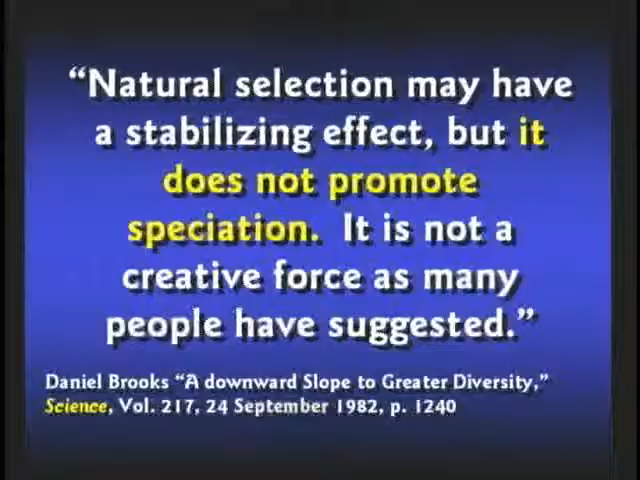 “Natural selection may have
a stabilizing effect, but it
does not promote
speciation. It is not a
creative force as many
people have suggested.”
Daniel Brooks “A downward Slope to Greater Diversity,”
Science, Vol. 217, 24 September 1982, p. 1240